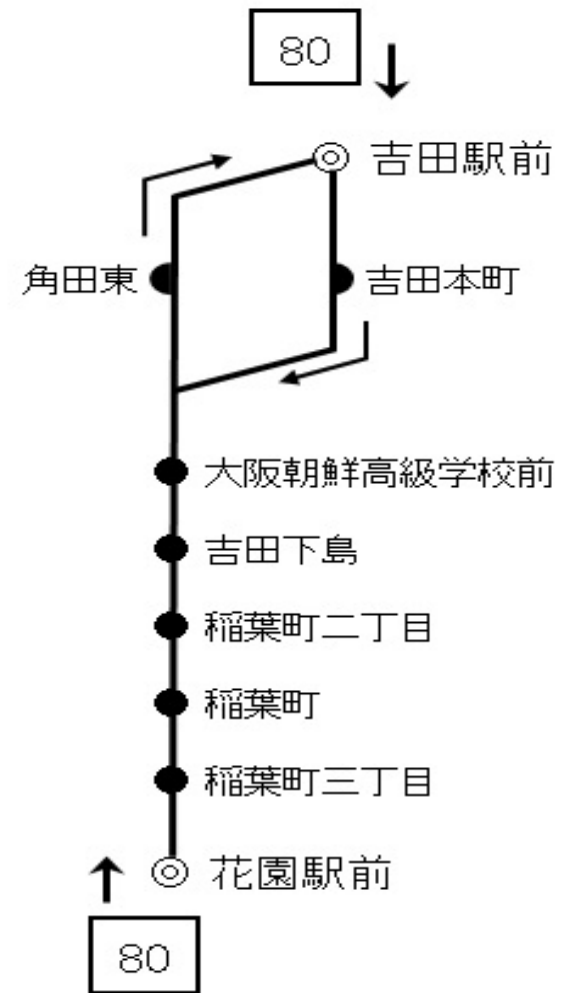 80
吉田駅前
角田東
吉田本町
大阪朝鮮高級学校前
吉田下島
稲葉町二丁目
稲葉町
稲葉町三丁目
花園駅前
80